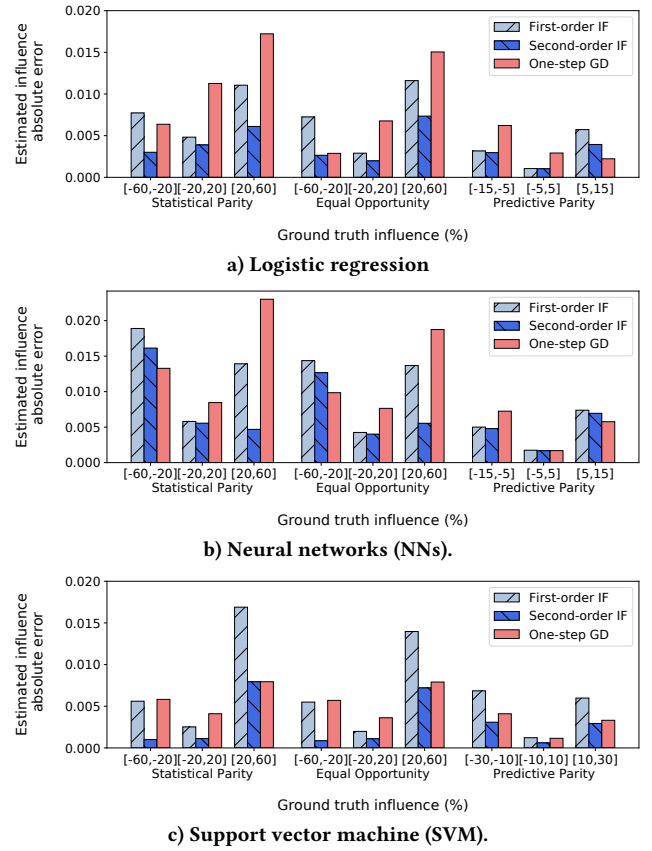 0.020
0.015
0.010
0.005
0.000
Estimated influence
absolute error
First-order IF
Second-order IF
One-step GD
[-60,-20] [-20,20] [20,60] [-60,-20] [-20,20] [20,60] [-15,-5] [-5,5] [5,15]
Statistical Parity Equal Opportunity Predictive Parity
Ground truth influence (%)
a) Logistic regression
0.020
0.015
0.010
0.005
0.000
Estimated influence
absolute error
First-order IF
Second-order IF
One-step GD
[-60,-20] [-20,20] [20,60] [-60,-20] [-20,20] [20,60] [-15,-5] [-5,5] [5,15]
Statistical Parity Equal Opportunity Predictive Parity
Ground truth influence (%)
b) Neural networks (NNs).
0.020
0.015
0.010
0.005
0.000
Estimated influence
absolute error
First-order IF
Second-order IF
One-step GD
[-60,-20] [-20,20] [20,60] [-60,-20] [-20,20] [20,60] [-30,-10] [-10,10] [10,30]
Statistical Parity Equal Opportunity Predictive Parity
Ground truth influence (%)
c) Support vector machine (SVM).